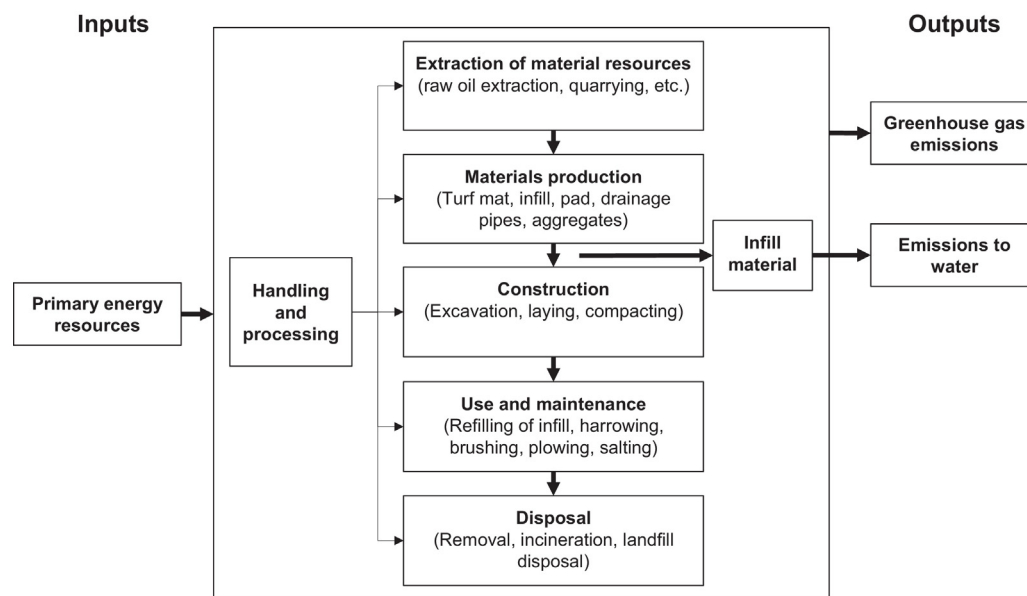 Inputs
Outputs
Extraction of material resources
(raw oil extraction, quarrying, etc.)
Greenhouse gas
emissions
Materials production
(Turf mat, infill, pad, drainage
pipes, aggregates)
Infill
material
Emissions to
water
Primary energy
resources
Handling
and
processing
Construction
(Excavation, laying, compacting)
Use and maintenance
(Refilling of infill, harrowing,
brushing, plowing, salting)
Disposal
(Removal, incineration, landfill
disposal)